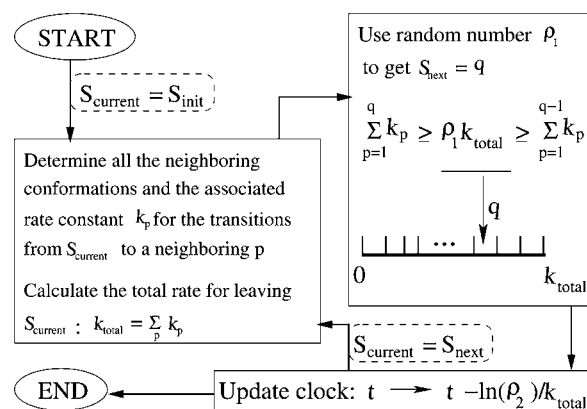 START
S_current = S_init
Determine all the neighboring
conformations and the associated
rate constant k_p for the transitions
from S_current to a neighboring p
Calculate the total rate for leaving
S_current : k_total = Σ_p k_p
Use random number ρ_1
to get S_next = q
Σ_{p=1}^{q} k_p ≥ ρ_1 k_total ≥ Σ_{p=1}^{q-1} k_p
q
...
0 k_total
S_current = S_next
Update clock: t → t -ln(ρ_2)/k_total
END